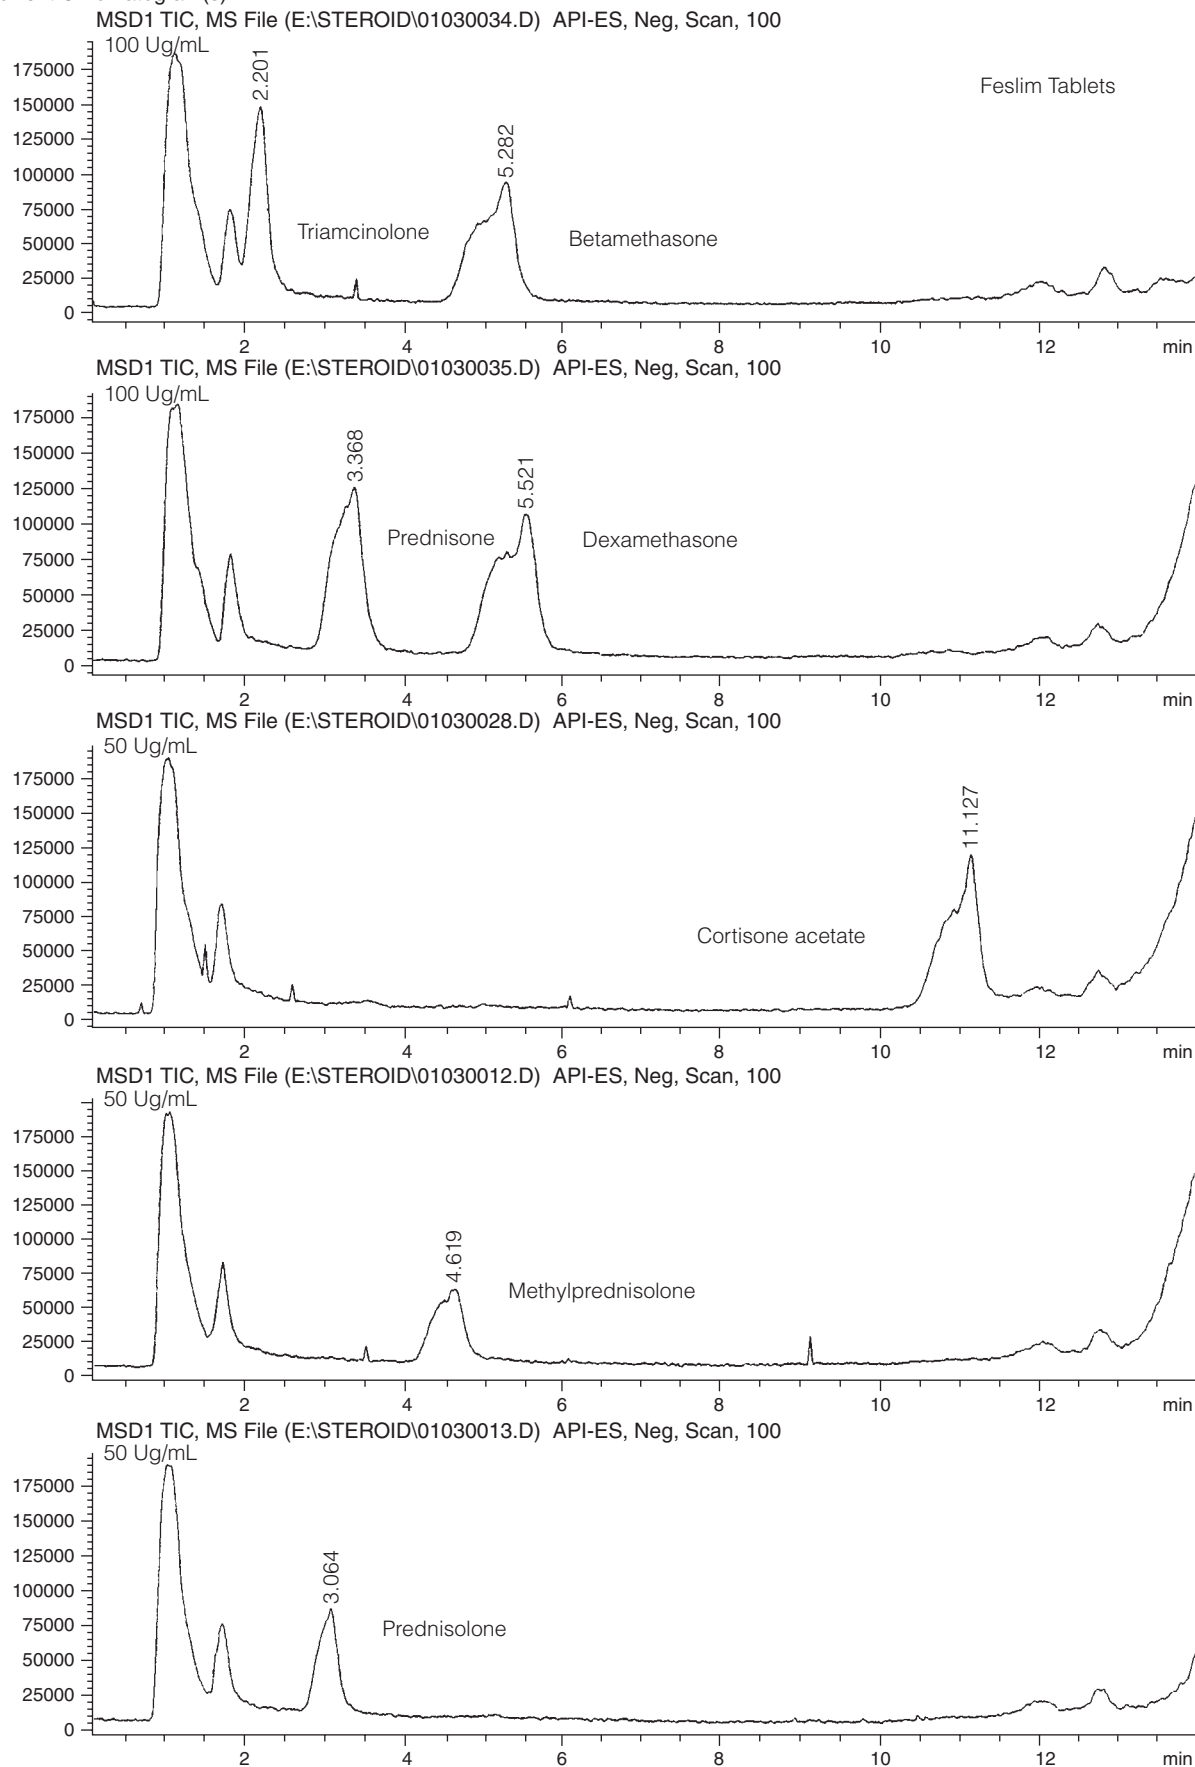 MSD1 TIC, MS File (E:\STEROID\01030034.D) API-ES, Neg, Scan, 100
100 Ug/mL
Feslim Tablets
175000
150000
125000
100000
75000
50000
25000
0
2.201
5.282
Triamcinolone
Betamethasone
2 4 6 8 10 12 min
MSD1 TIC, MS File (E:\STEROID\01030035.D) API-ES, Neg, Scan, 100
100 Ug/mL
175000
150000
125000
100000
75000
50000
25000
0
3.368
5.521
Prednisone
Dexamethasone
2 4 6 8 10 12 min
MSD1 TIC, MS File (E:\STEROID\01030028.D) API-ES, Neg, Scan, 100
50 Ug/mL
175000
150000
125000
100000
75000
50000
25000
0
11.127
Cortisone acetate
2 4 6 8 10 12 min
MSD1 TIC, MS File (E:\STEROID\01030012.D) API-ES, Neg, Scan, 100
50 Ug/mL
175000
150000
125000
100000
75000
50000
25000
0
4.619
Methylprednisolone
2 4 6 8 10 12 min
MSD1 TIC, MS File (E:\STEROID\01030013.D) API-ES, Neg, Scan, 100
50 Ug/mL
175000
150000
125000
100000
75000
50000
25000
0
3.064
Prednisolone
2 4 6 8 10 12 min